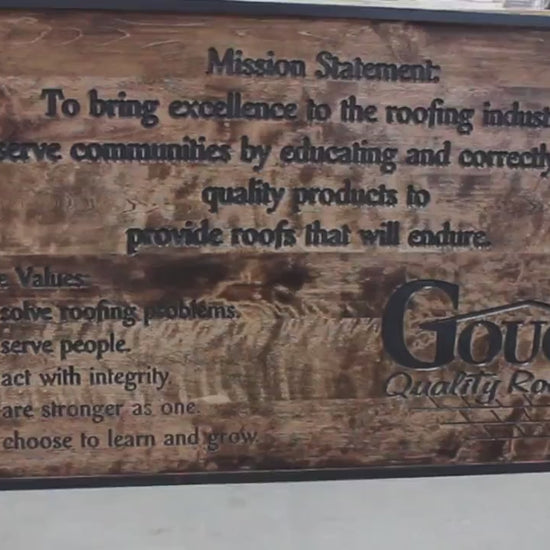 Mission Statement:
To bring excellence to the roofing indust
serve communities by educating and correctly
quality products to
provide roofs that will endure.
e Values:
solve roofing problems.
serve people.
act with integrity.
are stronger as one.
choose to learn and grow.
GOUG
Quality Ro